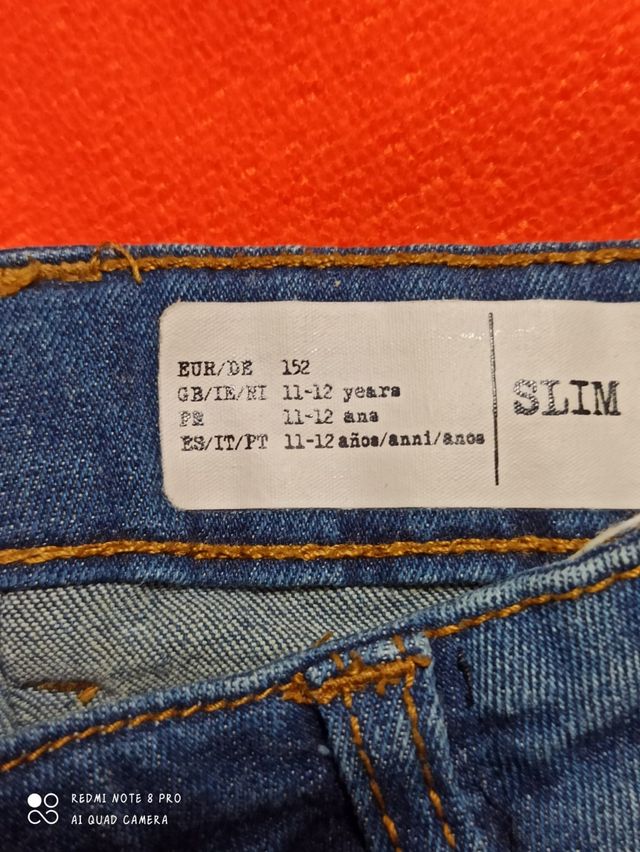 EUR/DE 152
GB/IE/NI 11-12 years
FR 11-12 ans
ES/IT/PT 11-12 años/anni/anos
SLIM
REDMI NOTE 8 PRO
AI QUAD CAMERA